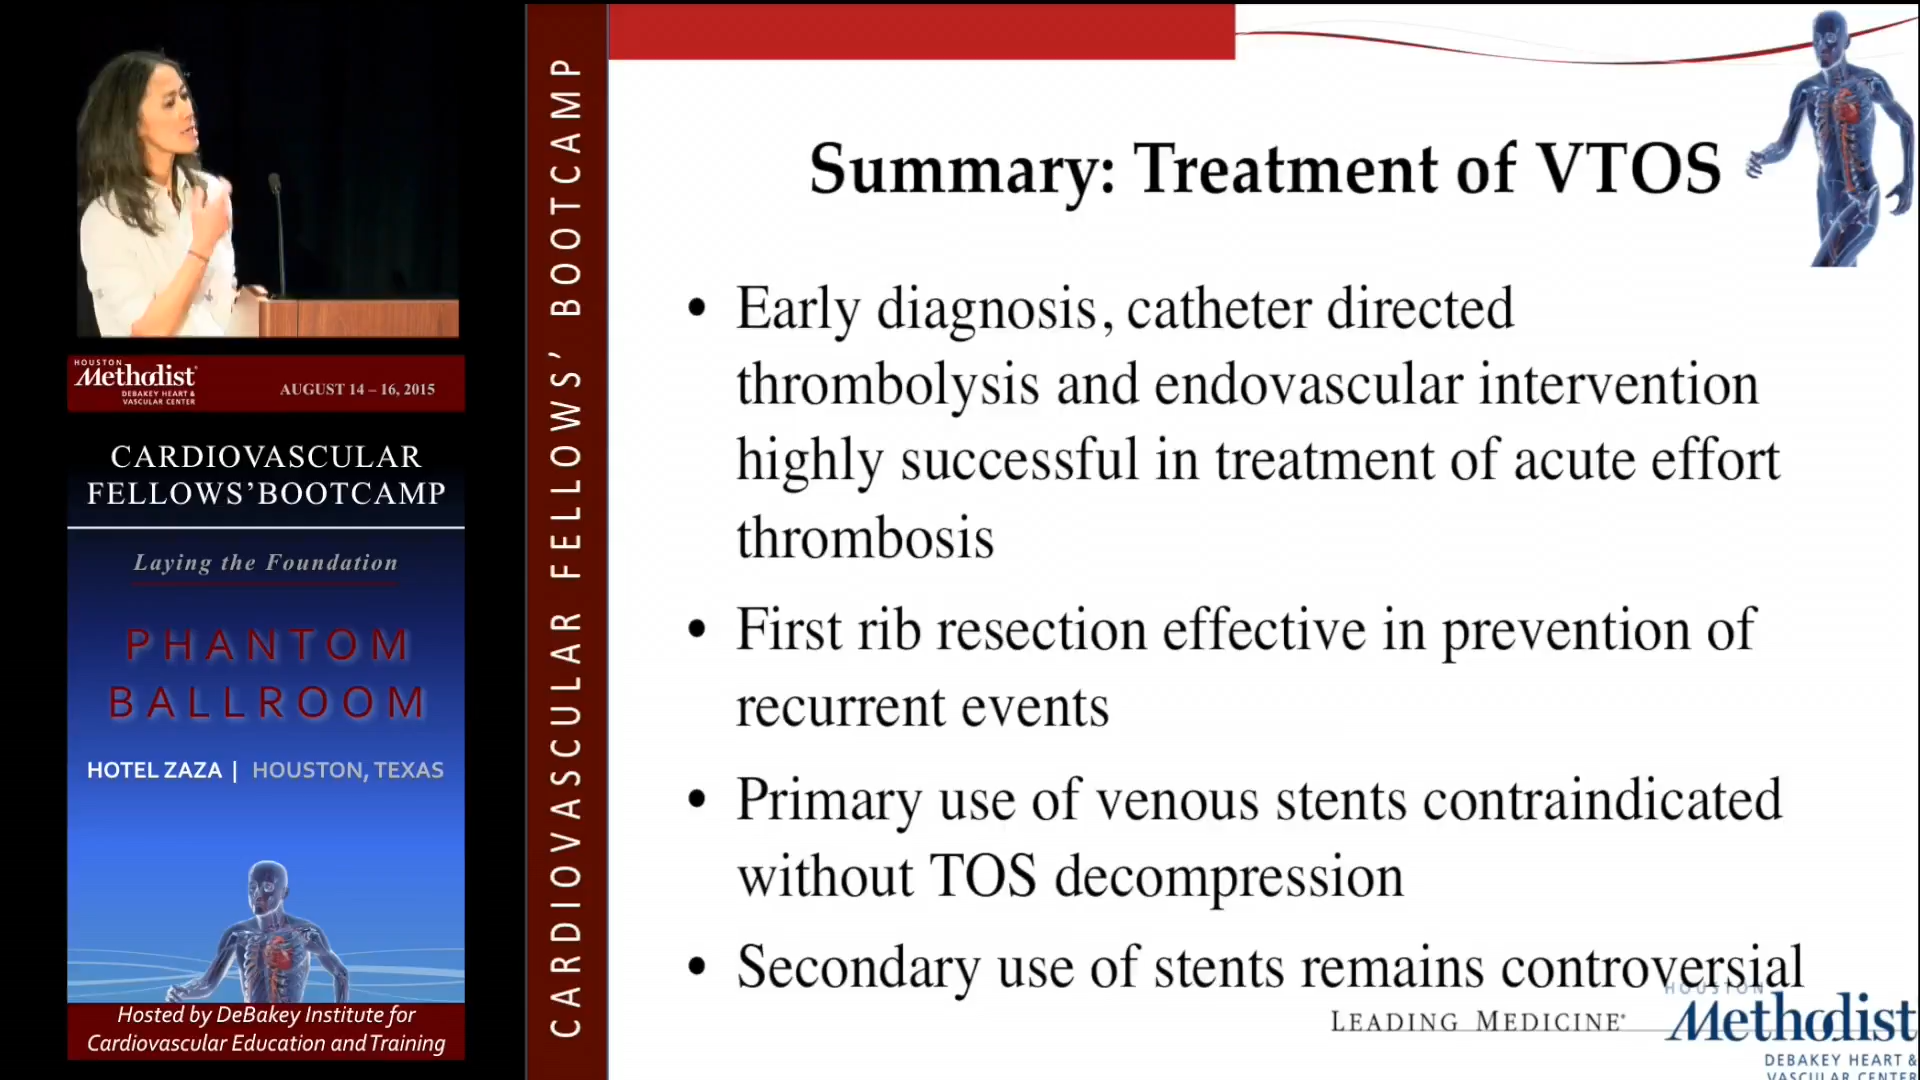 HOUSTON
Methodist
DEBAKEY HEART &
VASCULAR CENTER
AUGUST 14 – 16, 2015
CARDIOVASCULAR
FELLOWS'BOOTCAMP
Laying the Foundation
PHANTOM
BALLROOM
HOTEL ZAZA | HOUSTON, TEXAS
Hosted by DeBakey Institute for
Cardiovascular Education and Training
CARDIOVASCULAR FELLOWS' BOOTCAMP
Summary: Treatment of VTOS
• Early diagnosis, catheter directed
thrombolysis and endovascular intervention
highly successful in treatment of acute effort
thrombosis
• First rib resection effective in prevention of
recurrent events
• Primary use of venous stents contraindicated
without TOS decompression
• Secondary use of stents remains controversial
LEADING MEDICINE
HOUSTON
Methodist
DEBAKEY HEART &
VASCULAR CENTER